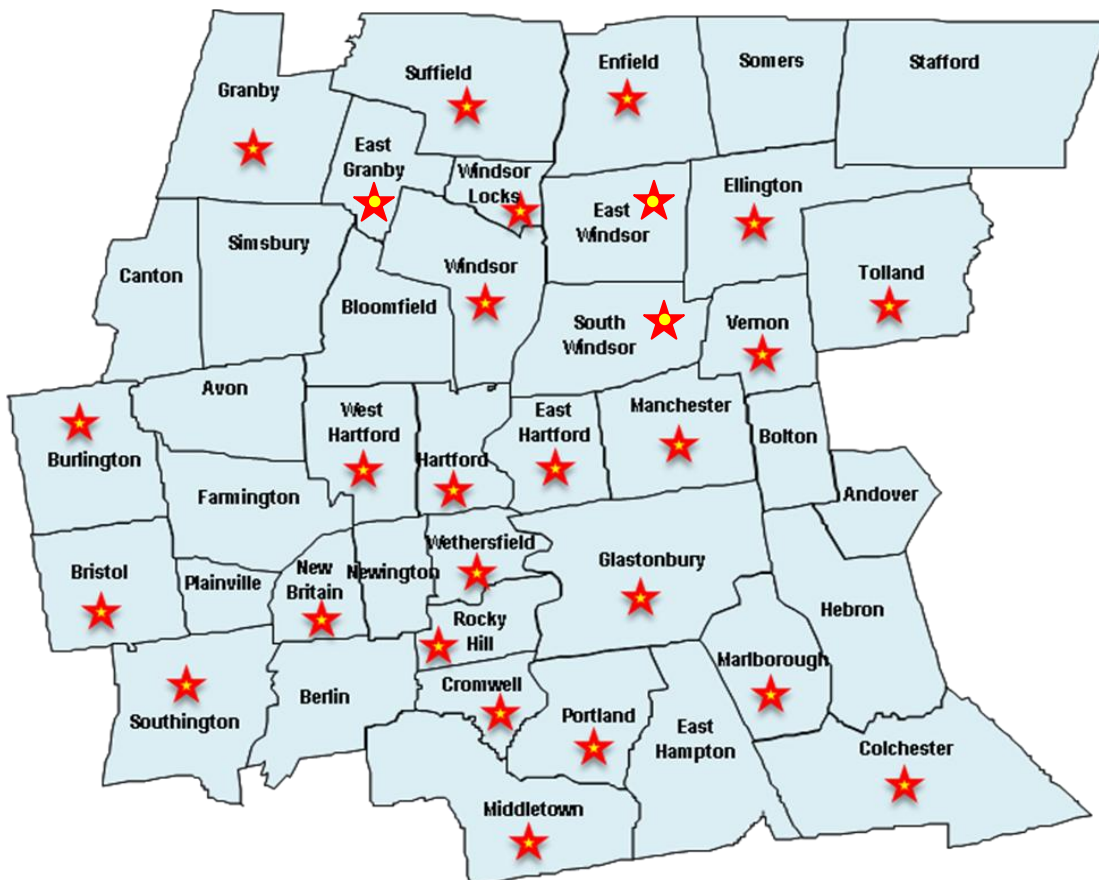 Somers
Stafford
Enfield
Suffield
Granby
East
Granby
Windsor
Locks
Ellington
East
Windsor
Simsbury
Canton
Windsor
Tolland
Bloomfield
South
Windsor
Vernon
Avon
West
Hartford
East
Hartford
Manchester
Bolton
Burlington
Hartford
Farmington
Andover
Wethersfield
Glastonbury
Bristol
Plainville
New
Britain
Newington
Hebron
Rocky
Hill
Marlborough
Cromwell
Berlin
Southington
Portland
East
Hampton
Colchester
Middletown